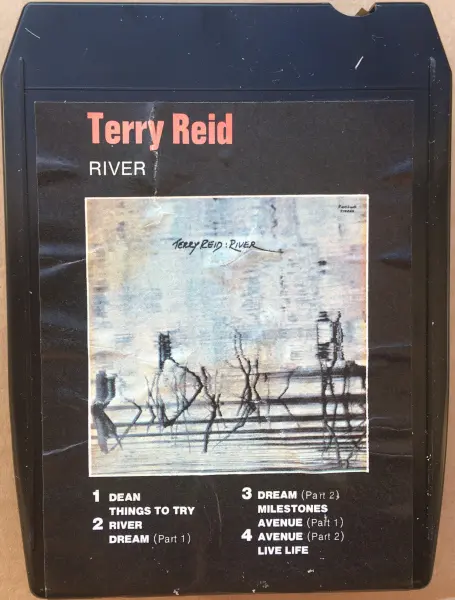 Terry Reid
RIVER
TERRY REID : RIVER
1 DEAN
THINGS TO TRY
2 RIVER
DREAM (Part 1)
3 DREAM (Part 2)
MILESTONES
AVENUE (Part 1)
4 AVENUE (Part 2)
LIVE LIFE